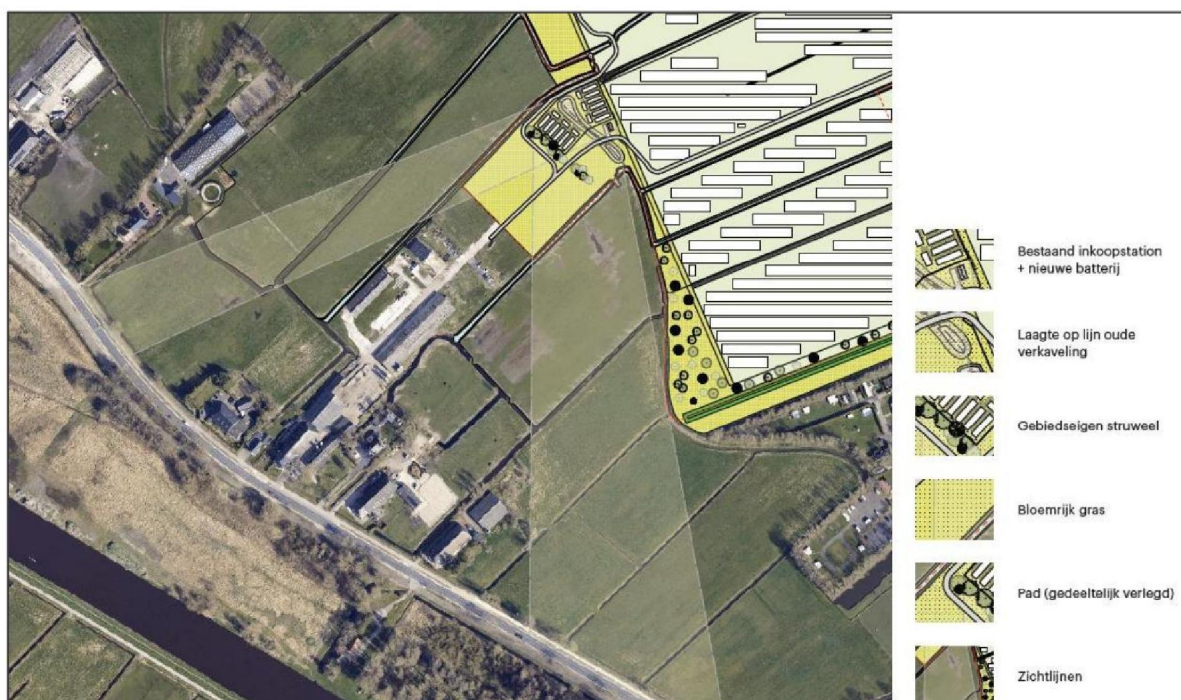 Bestaand inkoopstation
+ nieuwe batterij
Laagte op lijn oude
verkaveling
Gebiedseigen struweel
Bloemrijk gras
Pad (gedeeltelijk verlegd)
Zichtlijnen